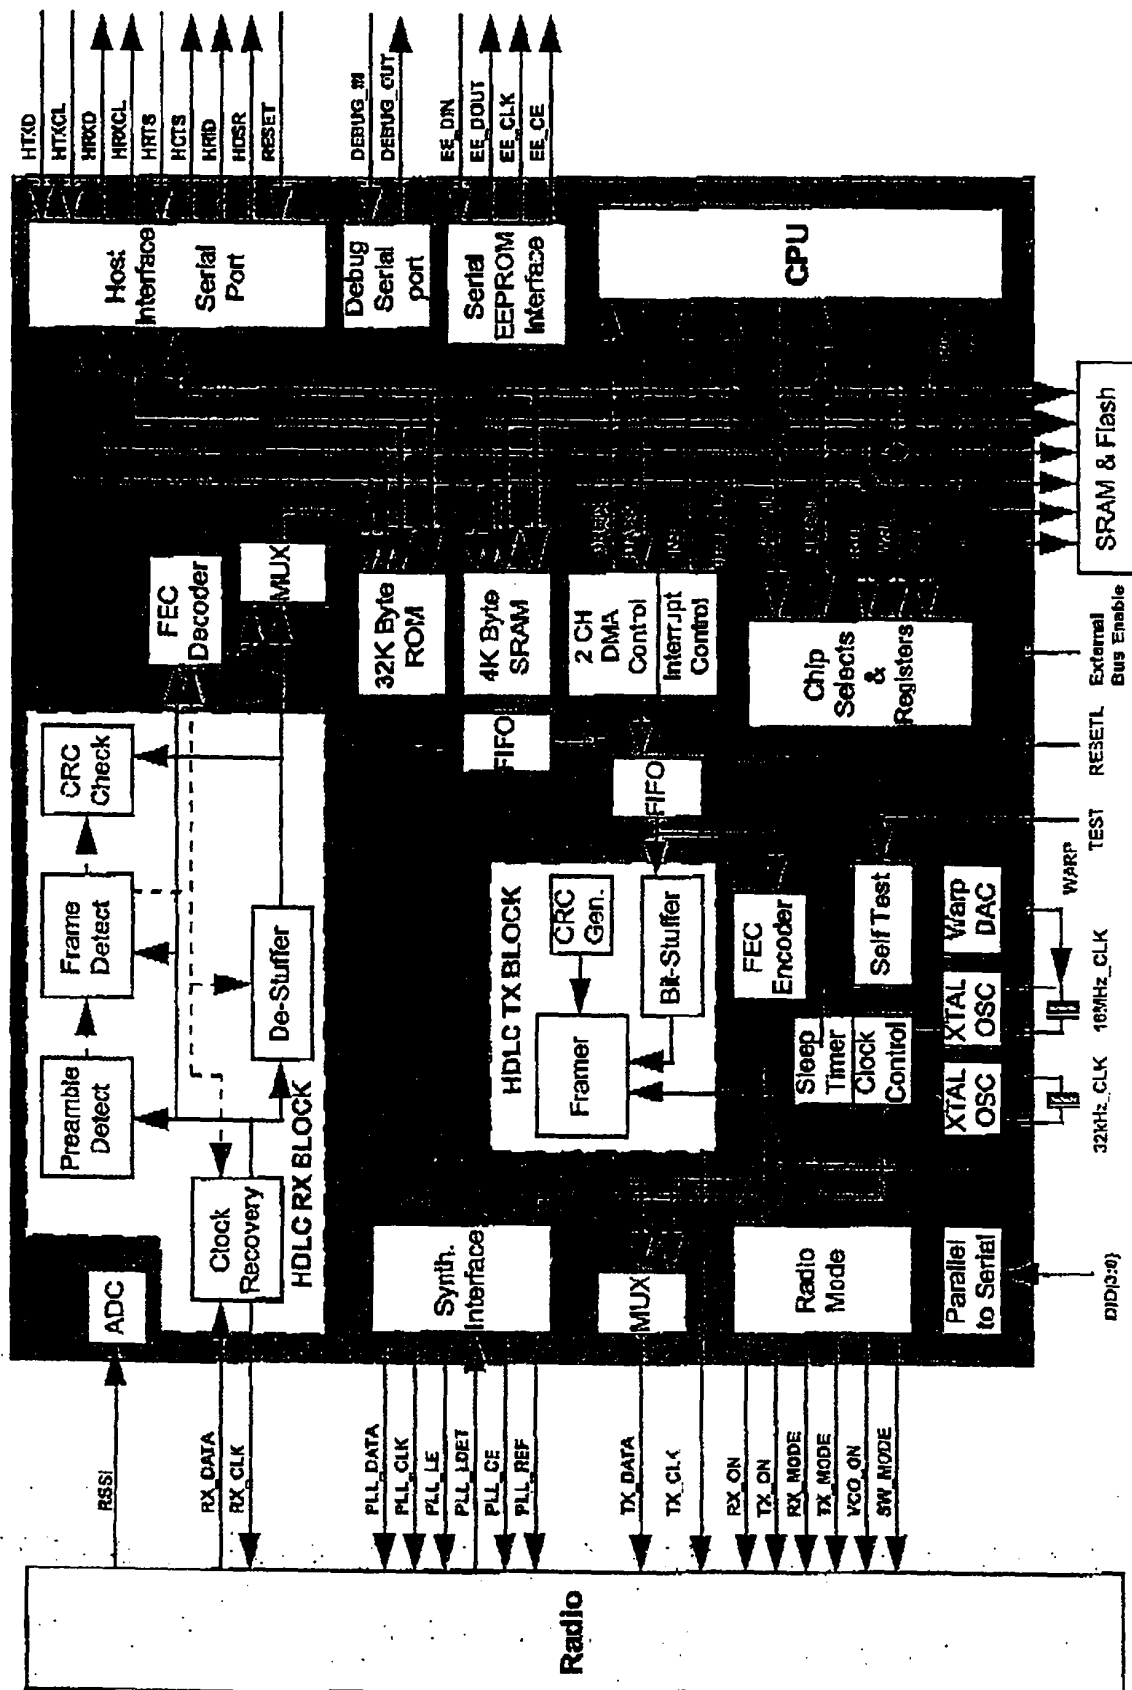 HTXD
HTXCL
HRXD
HRXCL
HRTS
HCTS
HRID
HDSR
RESET
DEBUG_IN
DEBUG_OUT
EE_DIN
EE_DOUT
EE_CLK
EE_CE
Host
Interface
Serial
Port
Debug
Serial
port
Serial
EEPROM
Interface
CPU
SRAM & Flash
FEC
Decoder
MUX
32K Byte
ROM
4K Byte
SRAM
2 CH
DMA
Control
Interrupt
Control
Chip
Selects
&
Registers
External
Bus Enable
RESETL
TEST
WARP
16MHz_CLK
32kHz_CLK
D[D[3:0]
CRC
Check
Frame
Detect
Preamble
Detect
De-Stuffer
Clock
Recovery
HDLC RX BLOCK
ADC
FIFO
FIFO
HDLC TX BLOCK
CRC
Gen.
Bit-Stuffer
Framer
FEC
Encoder
Self Test
Warp
DAC
Sleep
Timer
Clock
Control
XTAL
OSC
XTAL
OSC
Synth.
Interface
MUX
Radio
Mode
Parallel
to Serial
RSSI
RX_DATA
RX_CLK
PLL_DATA
PLL_CLK
PLL_LE
PLL_LDET
PLL_CE
PLL_REF
TX_DATA
TX_CLK
RX_ON
TX_ON
RX_MODE
TX_MODE
VCO_ON
SW_MODE
Radio